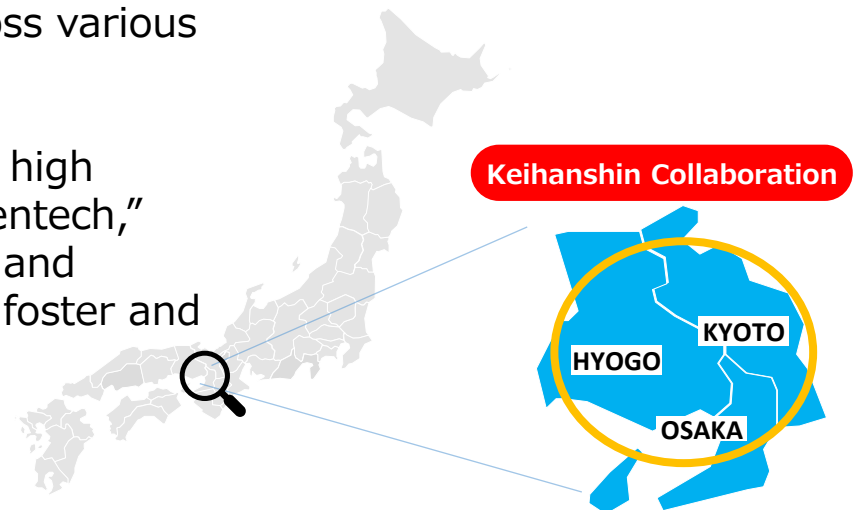 oss various
high
entech,”
and
foster and
Keihanshin Collaboration
KYOTO
HYOGO
OSAKA